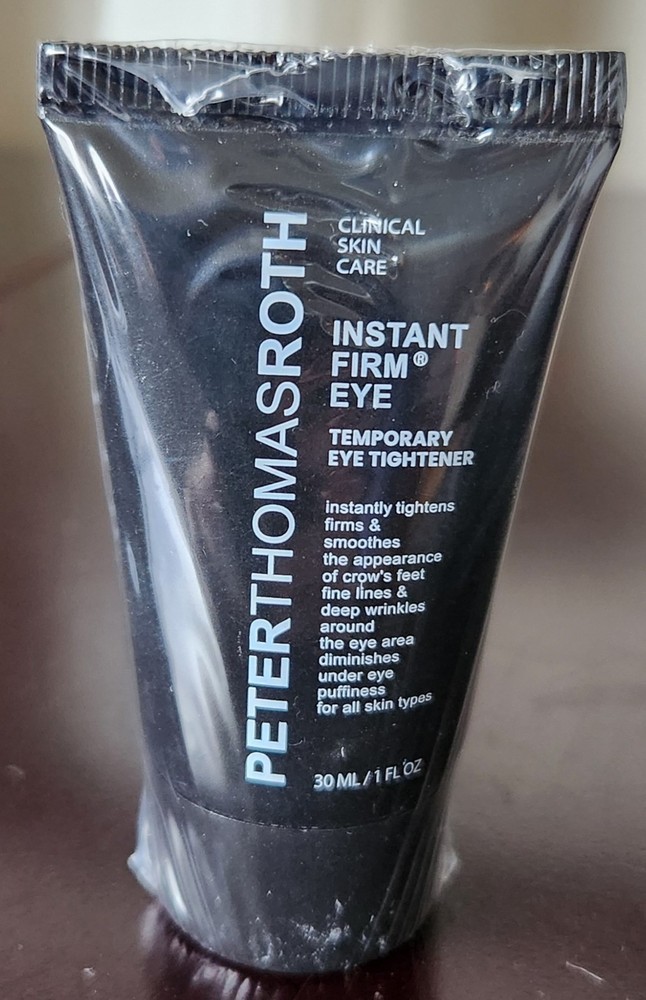 PETERTHOMASROTH
CLINICAL
SKIN
CARE
INSTANT
FIRM®
EYE
TEMPORARY
EYE TIGHTENER
instantly tightens
firms &
smoothes
the appearance
of crow's feet
fine lines &
deep wrinkles
around
the eye area
diminishes
under eye
puffiness
for all skin types
30 ML / 1 FL OZ